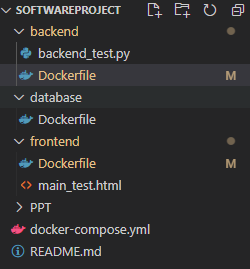 SOFTWAREPROJECT
backend
backend_test.py
Dockerfile M
database
Dockerfile
frontend
Dockerfile M
main_test.html
PPT
docker-compose.yml
README.md